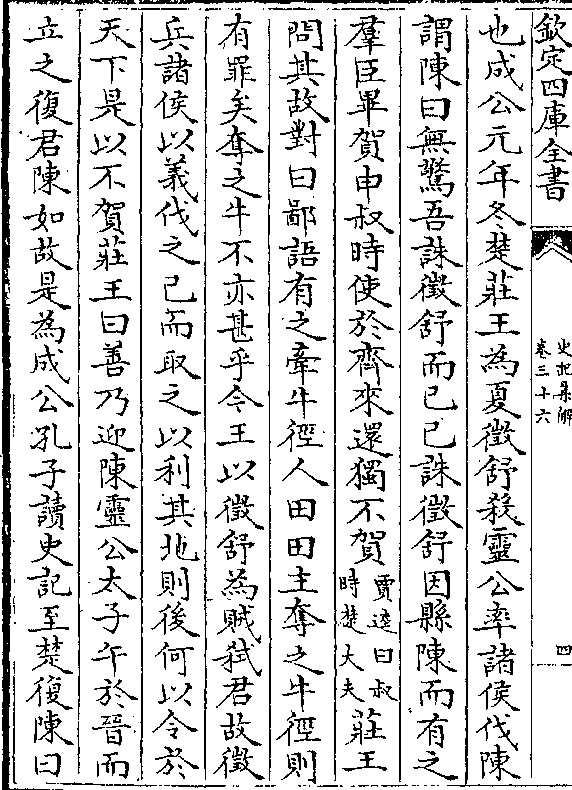 欽定四庫全書
史記集解
卷三十六
四
也成公元年冬楚莊王為夏徵舒殺靈公率諸侯伐陳
謂陳曰無驚吾誅徵舒而已已誅徵舒因縣陳而有之
羣臣畢賀申叔時使於齊來還獨不賀
賈逵曰叔
時楚大夫
莊王
問其故對曰鄙語有之牽牛徑人田田主奪之牛徑則
有罪矣奪之牛不亦甚乎今王以徵舒為賊弒君故徵
兵諸侯以義伐之已而取之以利其地則後何以令於
天下是以不賀莊王曰善乃迎陳靈公太子午於晉而
立之復君陳如故是為成公孔子讀史記至楚復陳曰